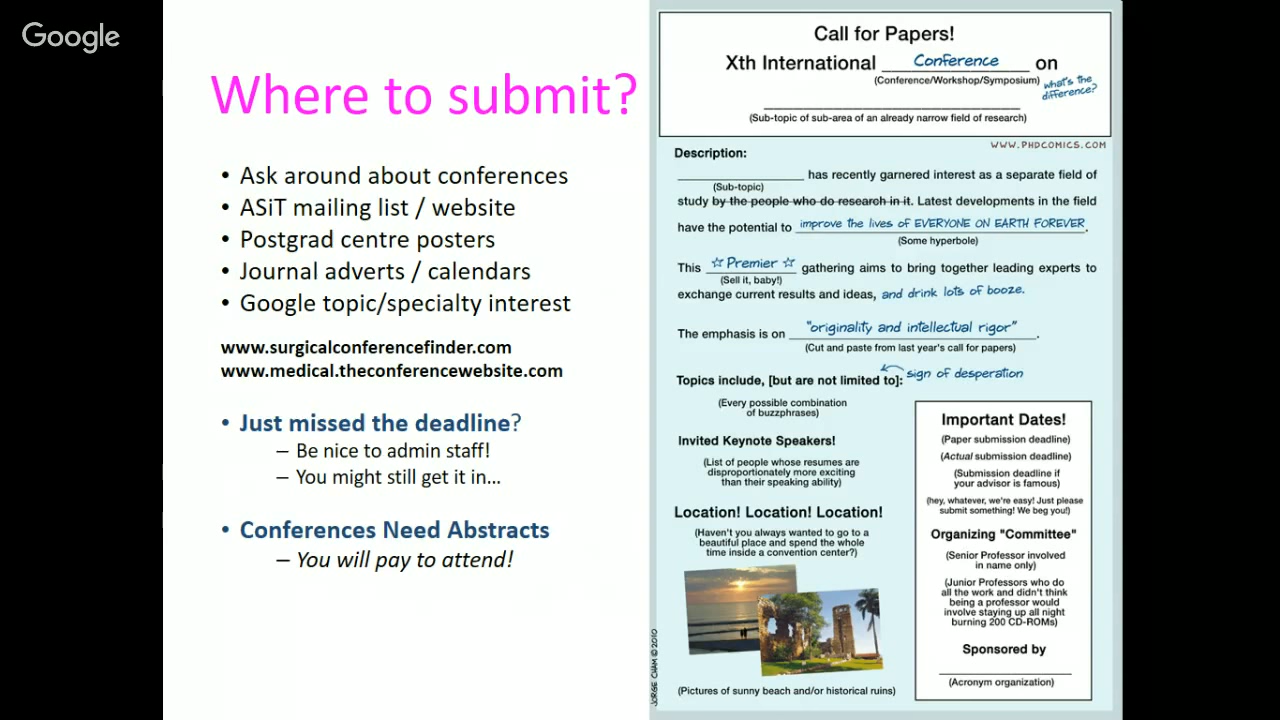 Google
Where to submit?
• Ask around about conferences
• ASiT mailing list / website
• Postgrad centre posters
• Journal adverts / calendars
• Google topic/specialty interest
www.surgicalconferencefinder.com
www.medical.theconferencewebsite.com
• Just missed the deadline?
– Be nice to admin staff!
– You might still get it in...
• Conferences Need Abstracts
– You will pay to attend!
Call for Papers!
Xth International Conference on
(Conference/Workshop/Symposium)
what's the
difference?
(Sub-topic of sub-area of an already narrow field of research)
WWW.PHDCOMICS.COM
Description:
has recently garnered interest as a separate field of
(Sub-topic)
study by the people who do research in it. Latest developments in the field
have the potential to improve the lives of EVERYONE ON EARTH FOREVER.
(Some hyperbole)
This ☆ Premier ☆ gathering aims to bring together leading experts to
(Sell it, baby!)
exchange current results and ideas, and drink lots of booze.
The emphasis is on "originality and intellectual rigor".
(Cut and paste from last year's call for papers)
Topics include, [but are not limited to]: sign of desperation
(Every possible combination
of buzzphrases)
Invited Keynote Speakers!
(List of people whose resumes are
disproportionately more exciting
than their speaking ability)
Location! Location! Location!
(Haven't you always wanted to go to a
beautiful place and spend the whole
time inside a convention center?)
(Pictures of sunny beach and/or historical ruins)
JORGE CHAM © 2010
Important Dates!
(Paper submission deadline)
(Actual submission deadline)
(Submission deadline if
your advisor is famous)
(hey, whatever, we're easy! Just please
submit something! We beg you!)
Organizing "Committee"
(Senior Professor involved
in name only)
(Junior Professors who do
all the work and didn't think
being a professor would
involve staying up all night
burning 200 CD-ROMs)
Sponsored by
(Acronym organization)